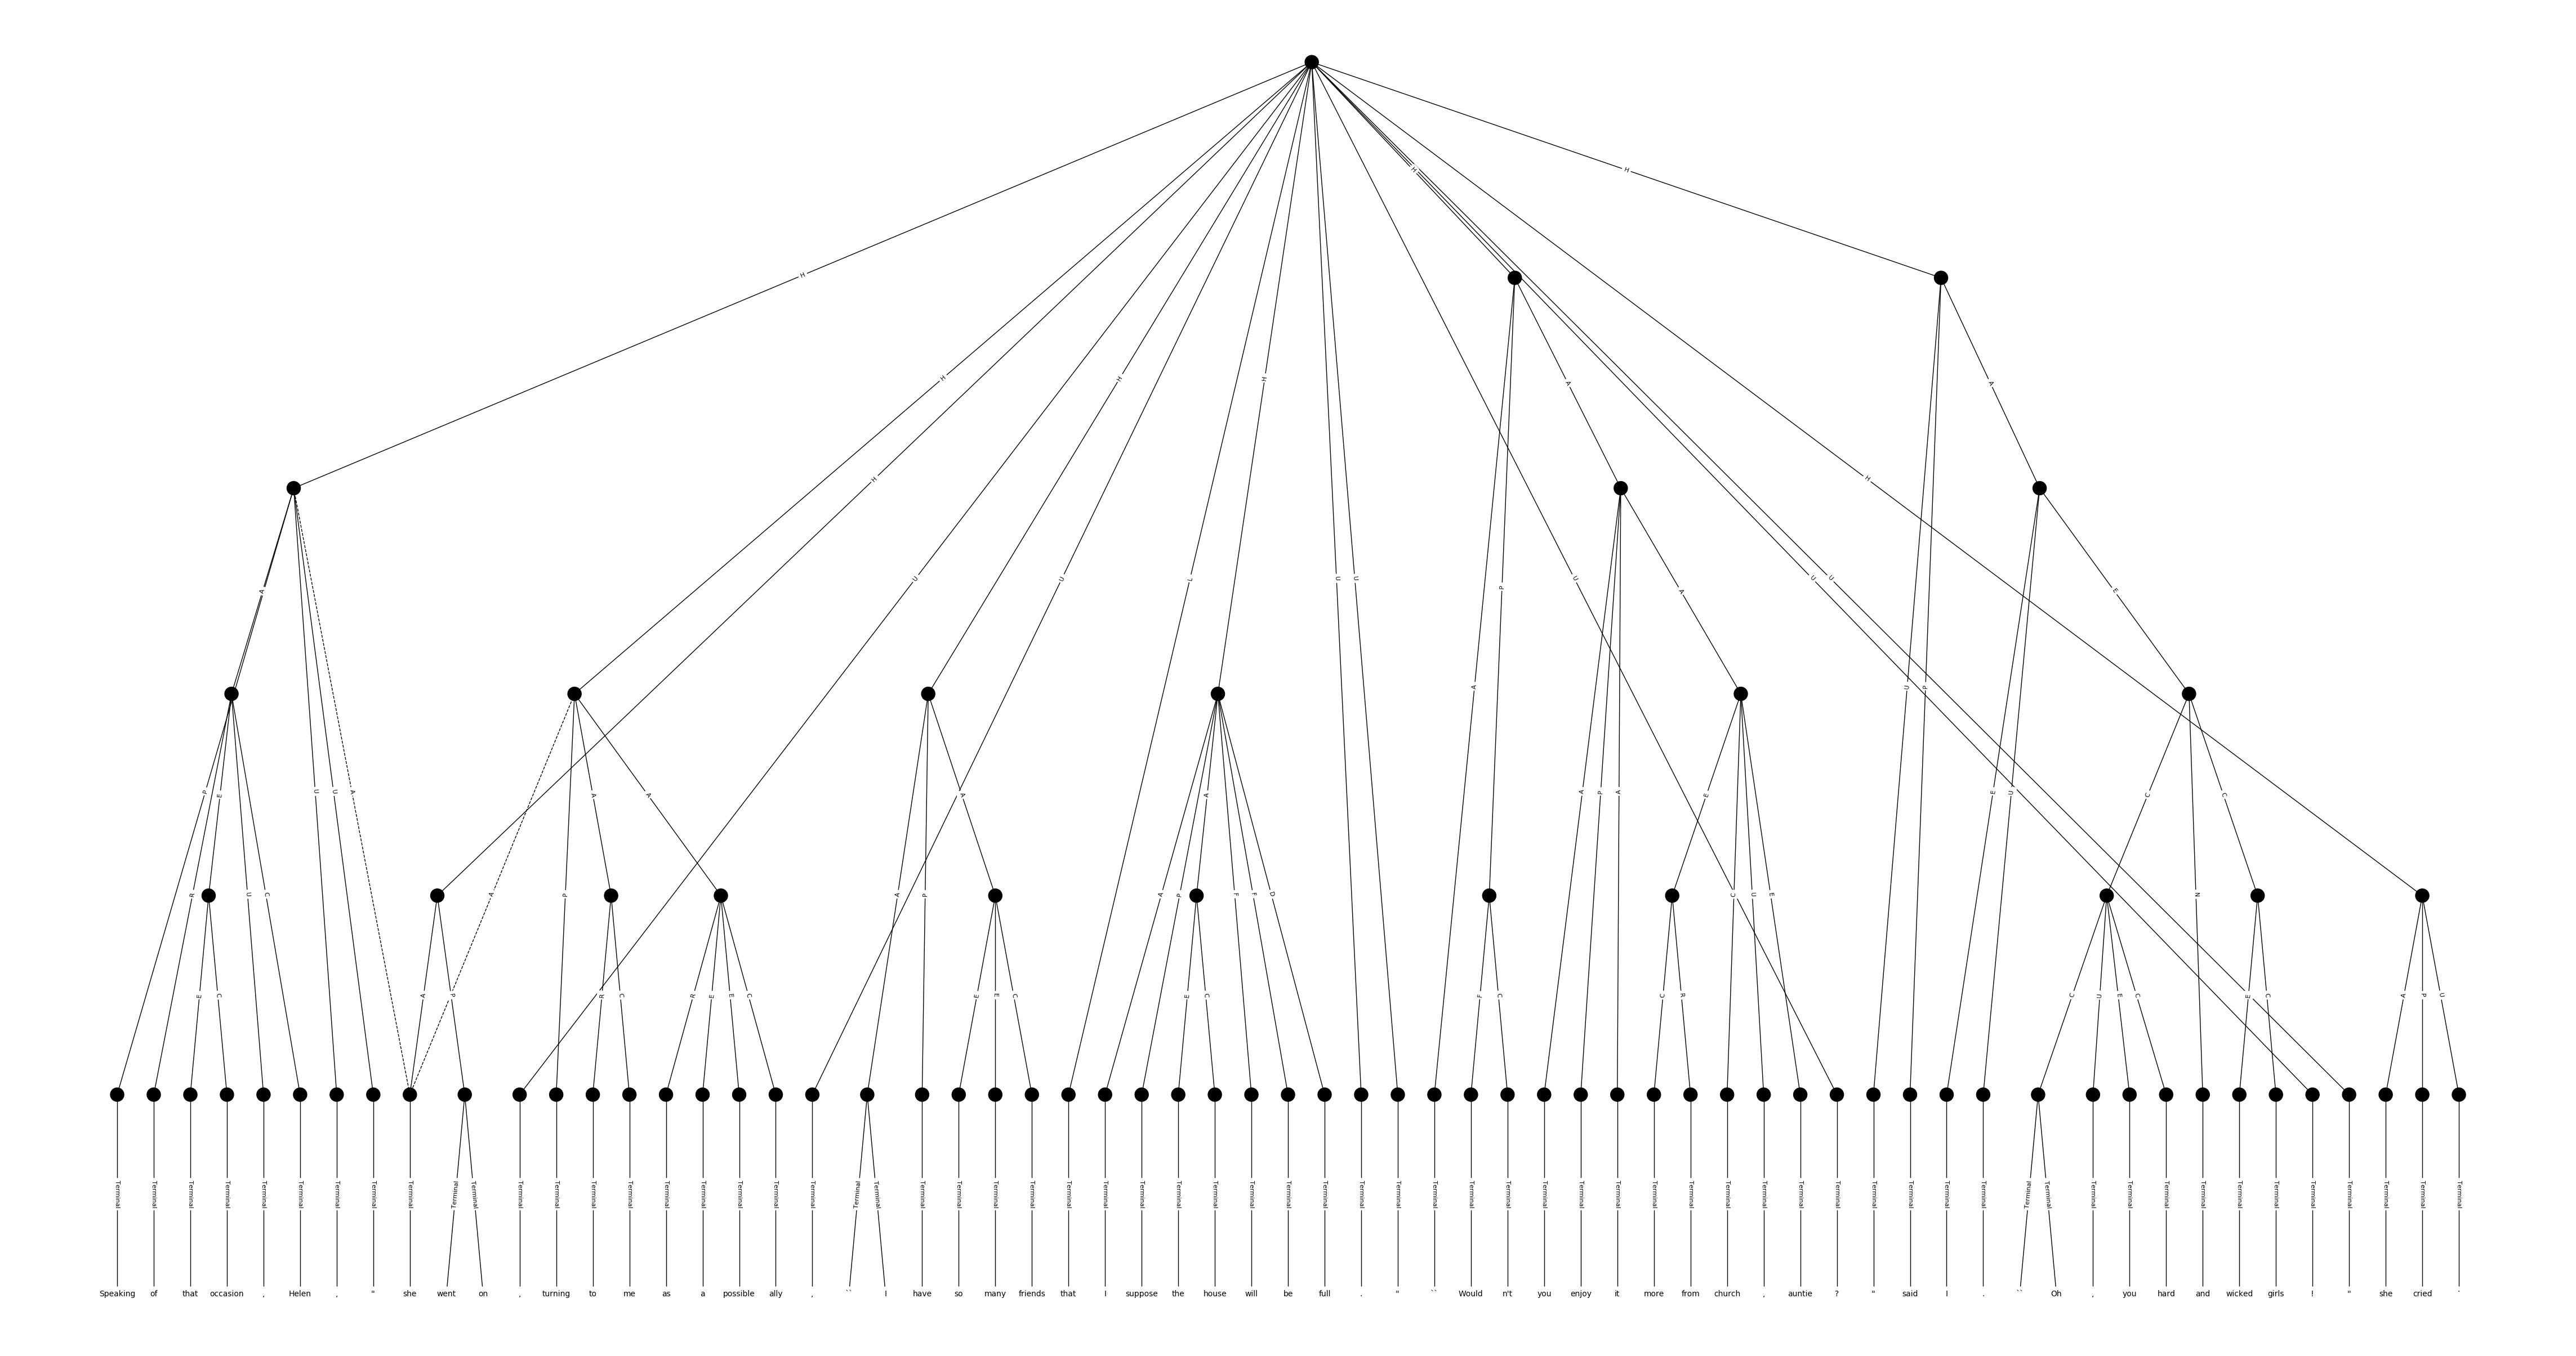 H
H
H
H
A
H
H
H
H
A
H
L
U
U
U
U
U
U
U
H
A
A
P
A
E
A
U
P
P
E
U
U
A
A
A
A
A
A
P
A
E
E
U
C
C
R
U
C
A
P
A
P
A
P
F
F
D
C
U
E
N
E
C
A
P
R
C
R
E
E
C
E
E
C
E
C
F
C
C
R
C
U
E
C
E
C
A
P
U
Terminal Terminal Terminal Terminal Terminal Terminal Terminal Terminal Terminal Terminal Terminal Terminal Terminal Terminal Terminal Terminal Terminal Terminal Terminal Terminal Terminal Terminal Terminal Terminal Terminal Terminal Terminal Terminal Terminal Terminal Terminal Terminal Terminal Terminal Terminal Terminal Terminal Terminal Terminal Terminal Terminal Terminal Terminal Terminal Terminal Terminal Terminal Terminal Terminal Terminal Terminal Terminal Terminal Terminal Terminal Terminal Terminal Terminal Terminal Terminal Terminal Terminal Terminal Terminal Terminal
Speaking of that occasion , Helen , " she went on , turning to me as a possible ally , `` I have so many friends that I suppose the house will be full . " `` Would n't you enjoy it more from church , auntie ? " said I . `` Oh , you hard and wicked girls ! " she cried